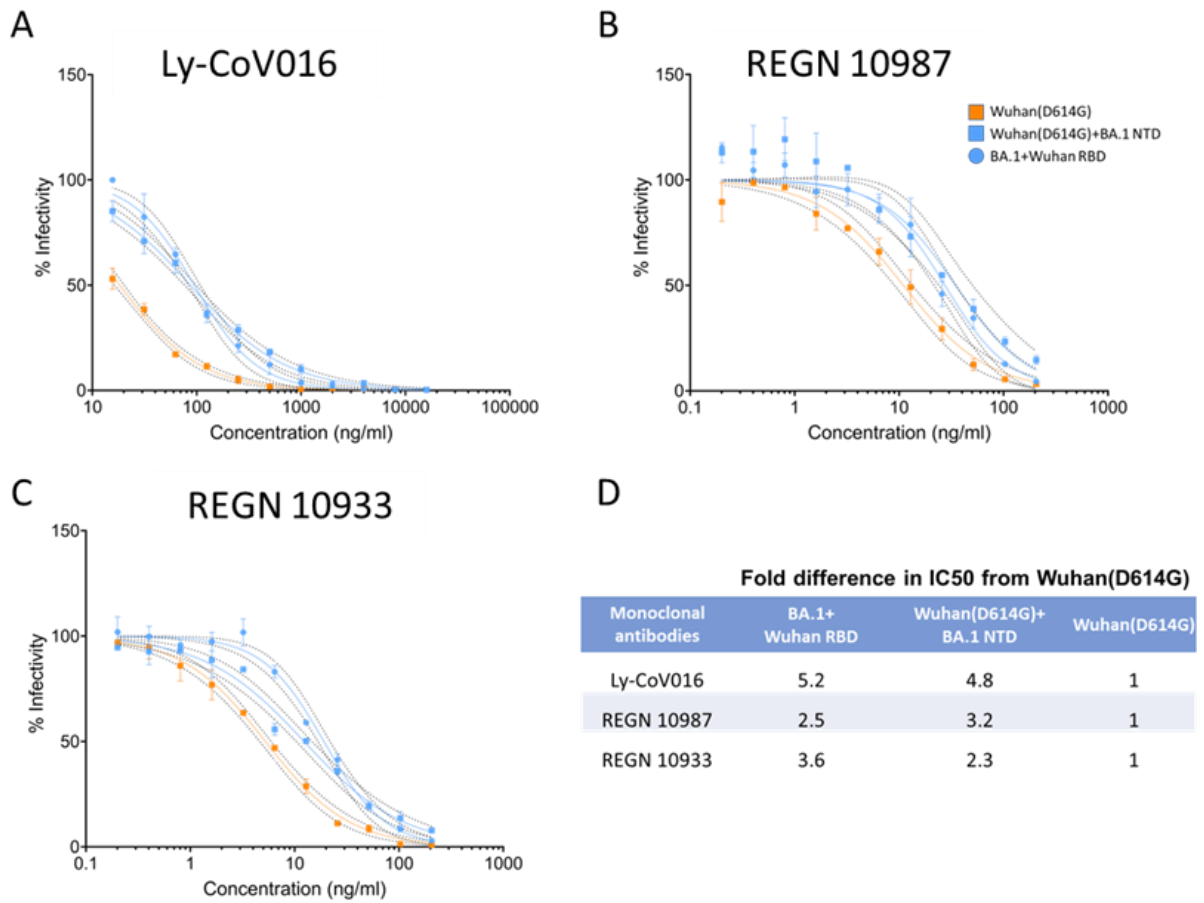 A
Ly-CoV016
150
100
50
0
% Infectivity
10
100
1000
10000
100000
Concentration (ng/ml)
B
REGN 10987
Wuhan(D614G)
Wuhan(D614G)+BA.1 NTD
BA.1+Wuhan RBD
150
100
50
0
% Infectivity
0.1
1
10
100
1000
Concentration (ng/ml)
C
REGN 10933
150
100
50
0
% Infectivity
0.1
1
10
100
1000
Concentration (ng/ml)
D
Fold difference in IC50 from Wuhan(D614G)
Monoclonal antibodies
BA.1+ Wuhan RBD
Wuhan(D614G)+ BA.1 NTD
Wuhan(D614G)
Ly-CoV016 5.2 4.8 1
REGN 10987 2.5 3.2 1
REGN 10933 3.6 2.3 1